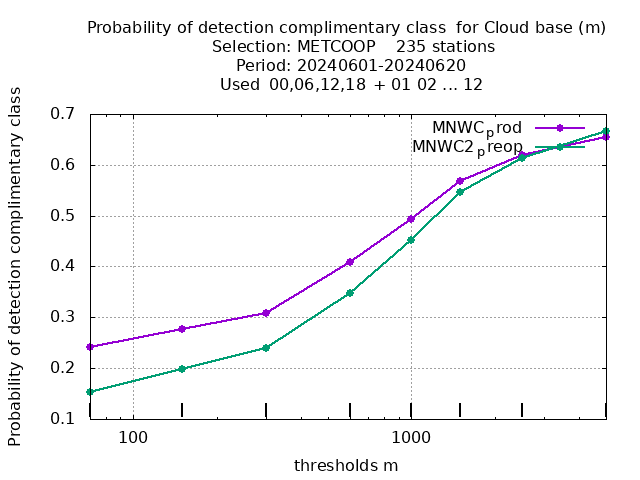 Probability of detection complimentary class  for Cloud base (m)
Selection: METCOOP    235 stations
Period: 20240601-20240620
Used  00,06,12,18  + 01 02 ... 12
Probability of detection complimentary class
0.7
0.6
0.5
0.4
0.3
0.2
0.1
MNWCprod
MNWC2preop
100
1000
thresholds m